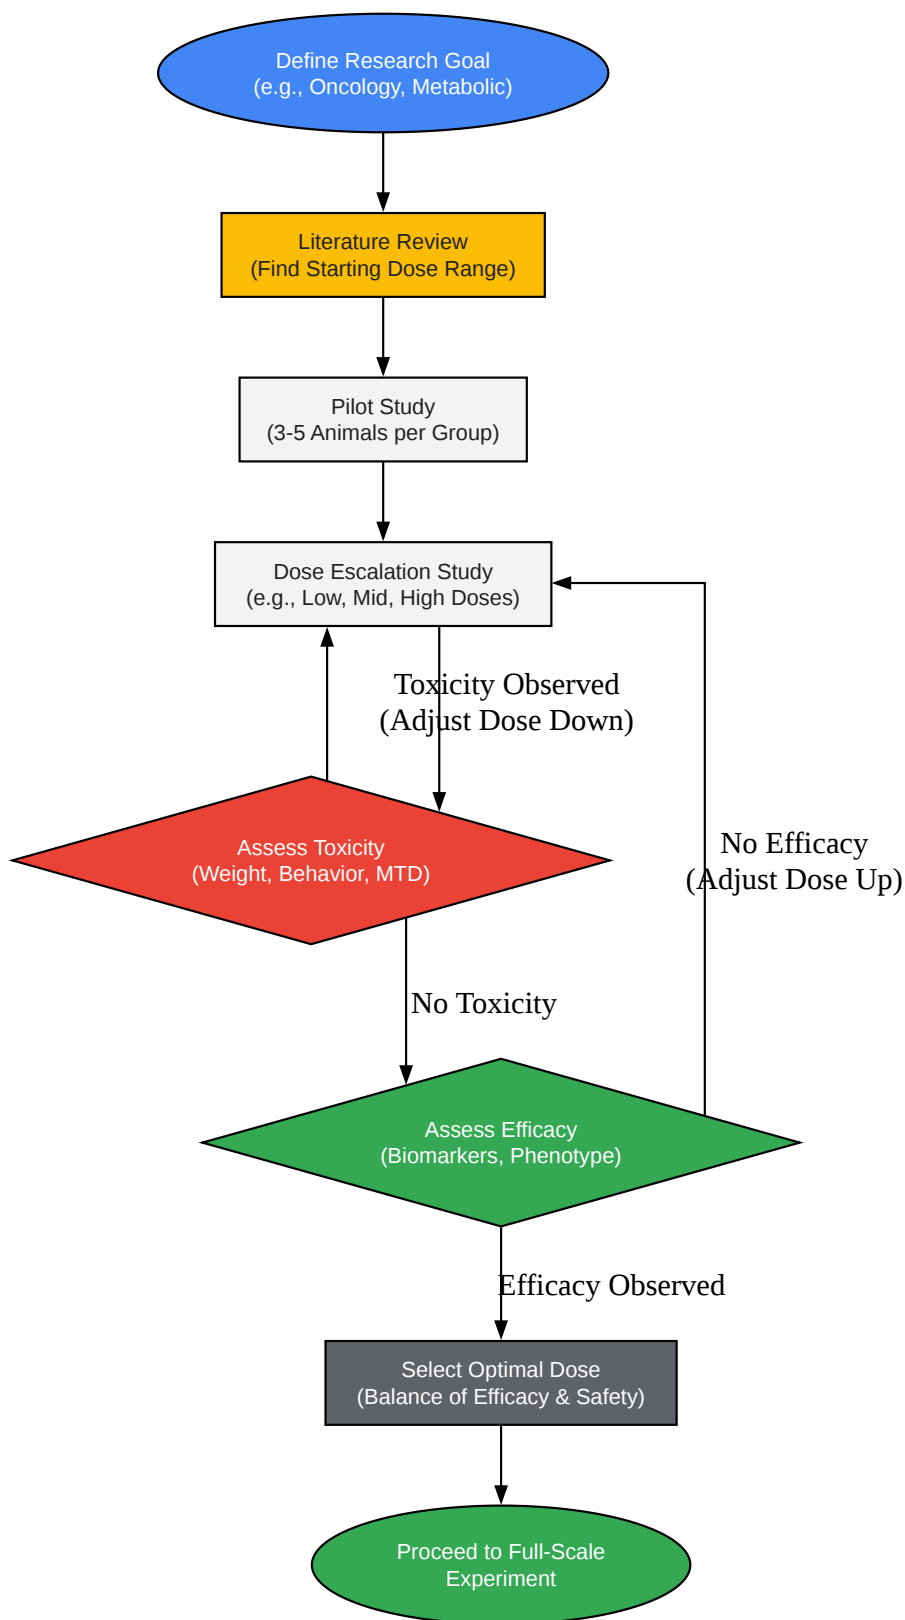 Define Research Goal
(e.g., Oncology, Metabolic)
Literature Review
(Find Starting Dose Range)
Pilot Study
(3-5 Animals per Group)
Dose Escalation Study
(e.g., Low, Mid, High Doses)
Toxicity Observed
(Adjust Dose Down)
Assess Toxicity
(Weight, Behavior, MTD)
No Efficacy
(Adjust Dose Up)
No Toxicity
Assess Efficacy
(Biomarkers, Phenotype)
Efficacy Observed
Select Optimal Dose
(Balance of Efficacy & Safety)
Proceed to Full-Scale
Experiment